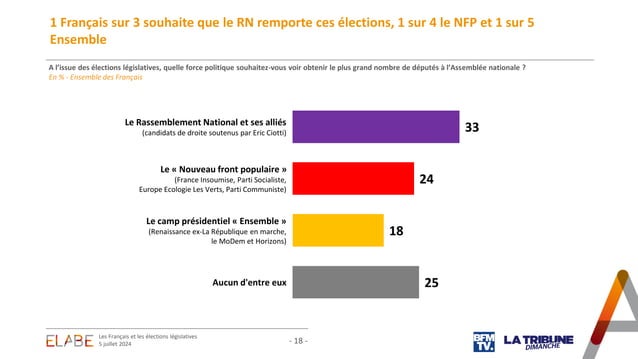 1 Français sur 3 souhaite que le RN remporte ces élections, 1 sur 4 le NFP et 1 sur 5
Ensemble
A l'issue des élections législatives, quelle force politique souhaitez-vous voir obtenir le plus grand nombre de députés à l'Assemblée nationale ?
En % - Ensemble des Français
Le Rassemblement National et ses alliés
(candidats de droite soutenus par Eric Ciotti)
33
Le « Nouveau front populaire »
(France Insoumise, Parti Socialiste,
Europe Ecologie Les Verts, Parti Communiste)
24
Le camp présidentiel « Ensemble »
(Renaissance ex-La République en marche,
le MoDem et Horizons)
18
Aucun d'entre eux
25
ELABE
Les Français et les élections législatives
5 juillet 2024
- 18 -
BFM
TV.
LA TRIBUNE
DIMANCHE